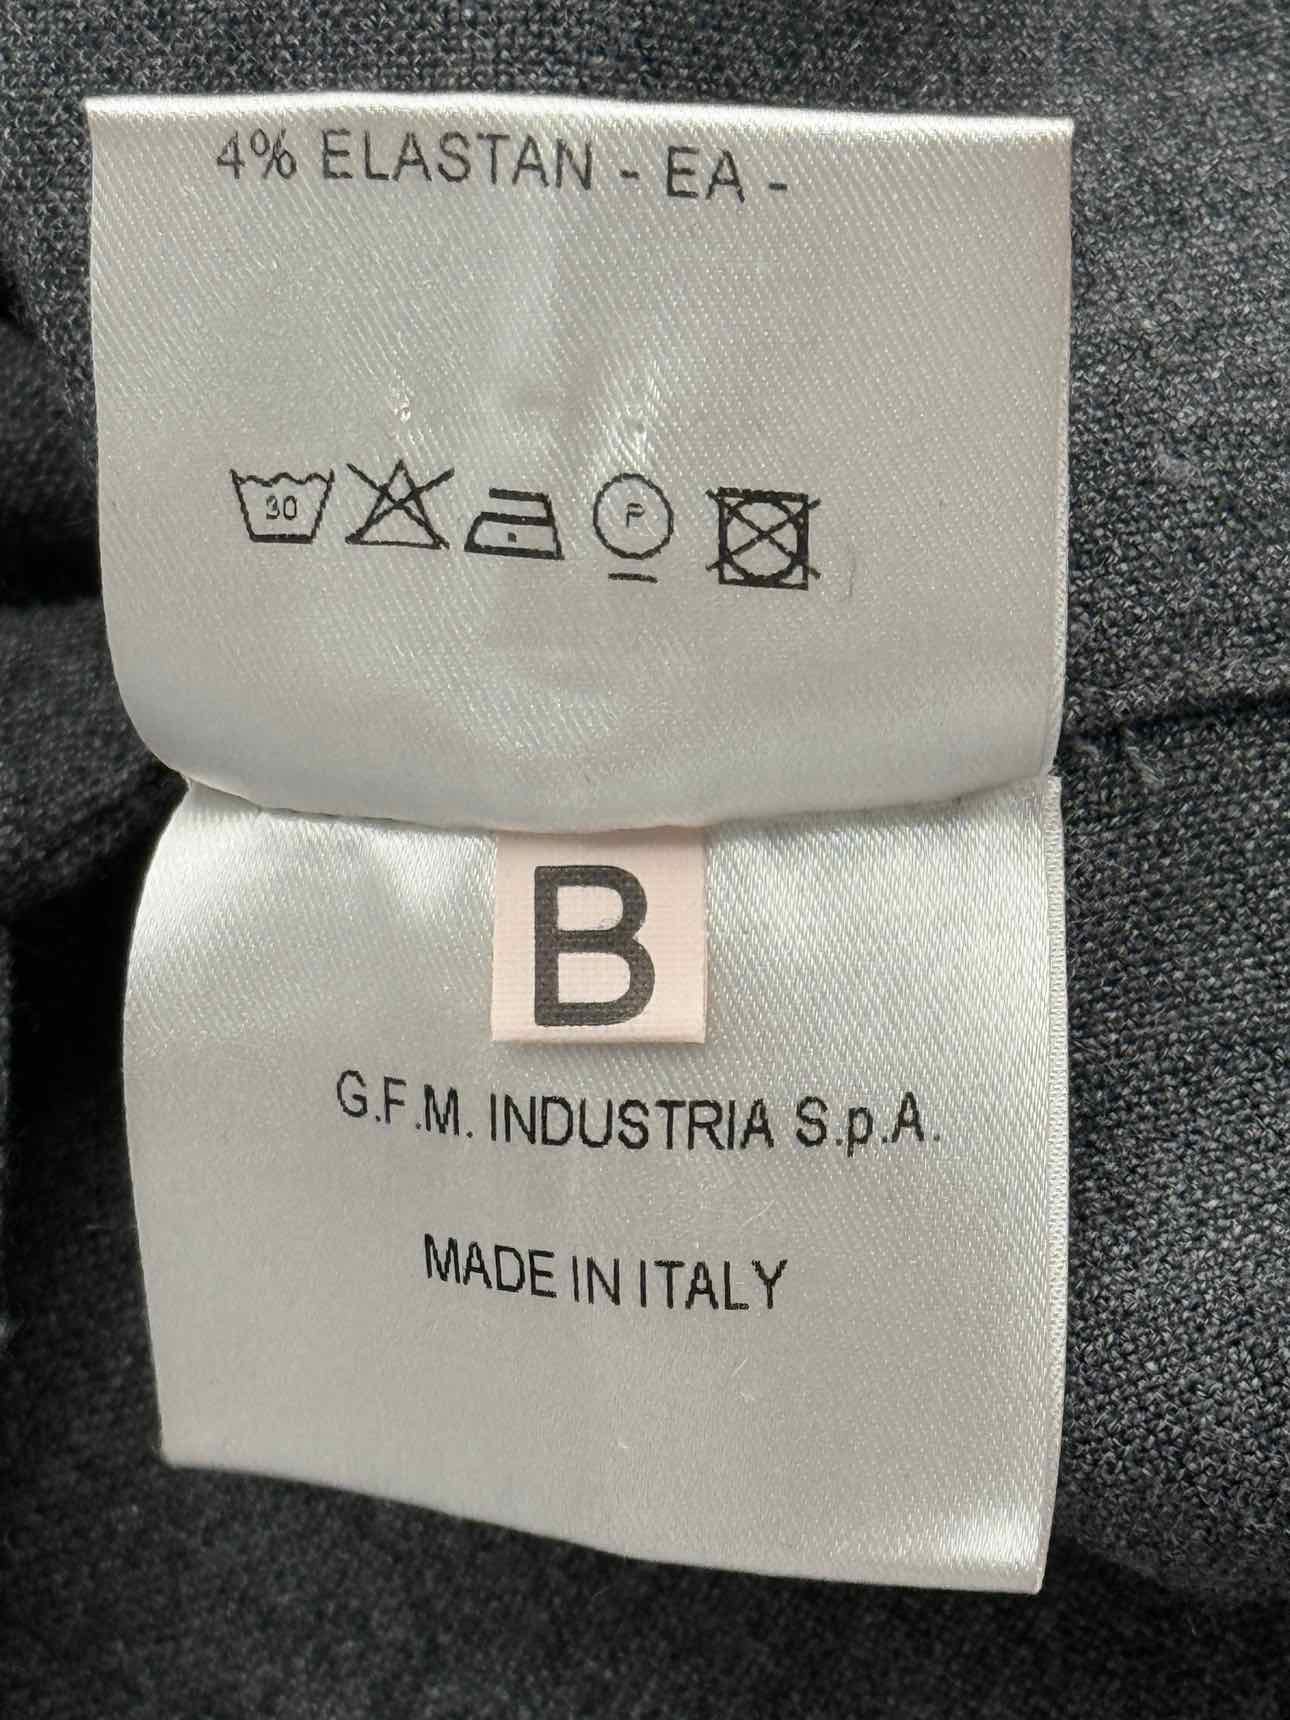 4% ELASTAN - EA -
30 P
B
G.F.M. INDUSTRIA S.p.A.
MADE IN ITALY